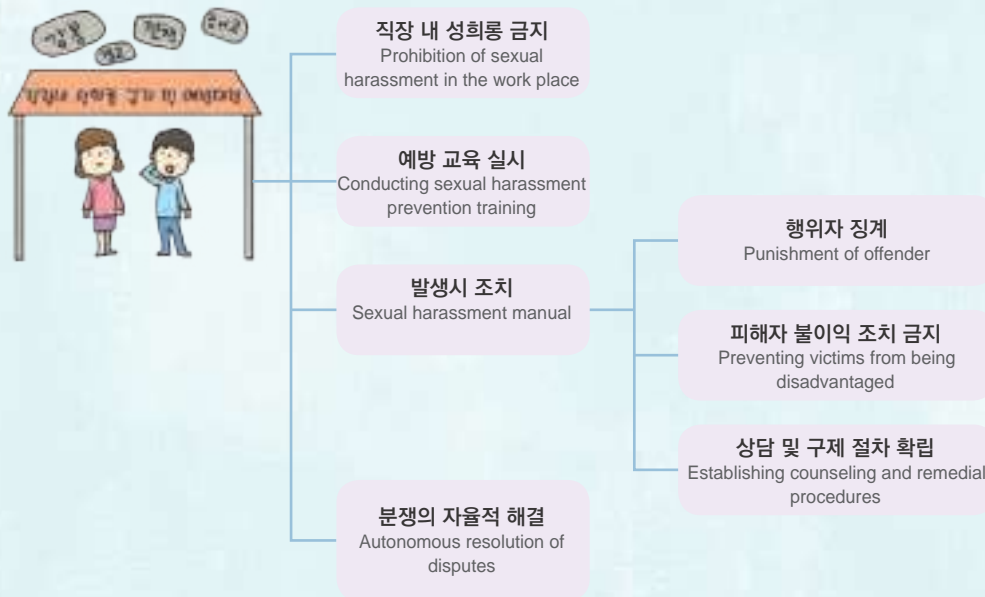 직장 내 성희롱 금지
Prohibition of sexual
harassment in the work place
예방 교육 실시
Conducting sexual harassment
prevention training
발생시 조치
Sexual harassment manual
행위자 징계
Punishment of offender
피해자 불이익 조치 금지
Preventing victims from being
disadvantaged
상담 및 구제 절차 확립
Establishing counseling and remedial
procedures
분쟁의 자율적 해결
Autonomous resolution of
disputes